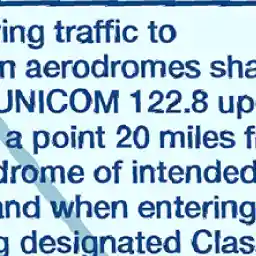 ing traffic to
n aerodromes sha
UNICOM 122.8 up
a point 20 miles f
drome of intended
and when entering
g designated Clas